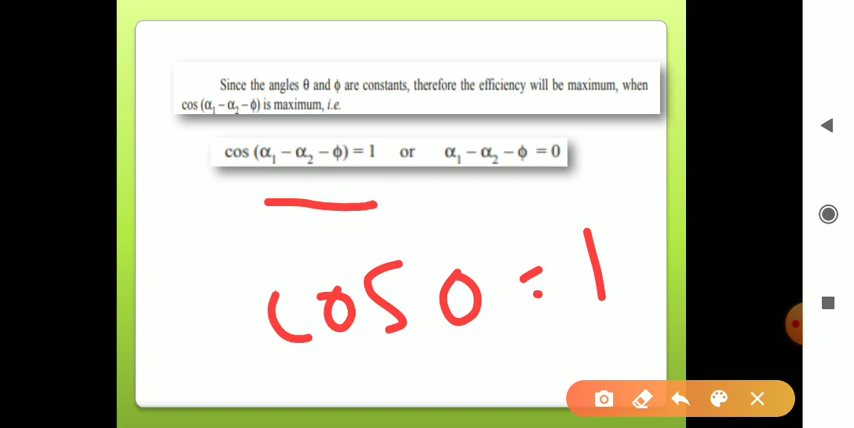 Since the angles θ and ϕ are constants, therefore the efficiency will be maximum, when
cos (α₁ – α₂ – ϕ) is maximum, i.e.
cos (α₁ – α₂ – ϕ) = 1 or α₁ – α₂ – ϕ = 0
cos 0 = 1